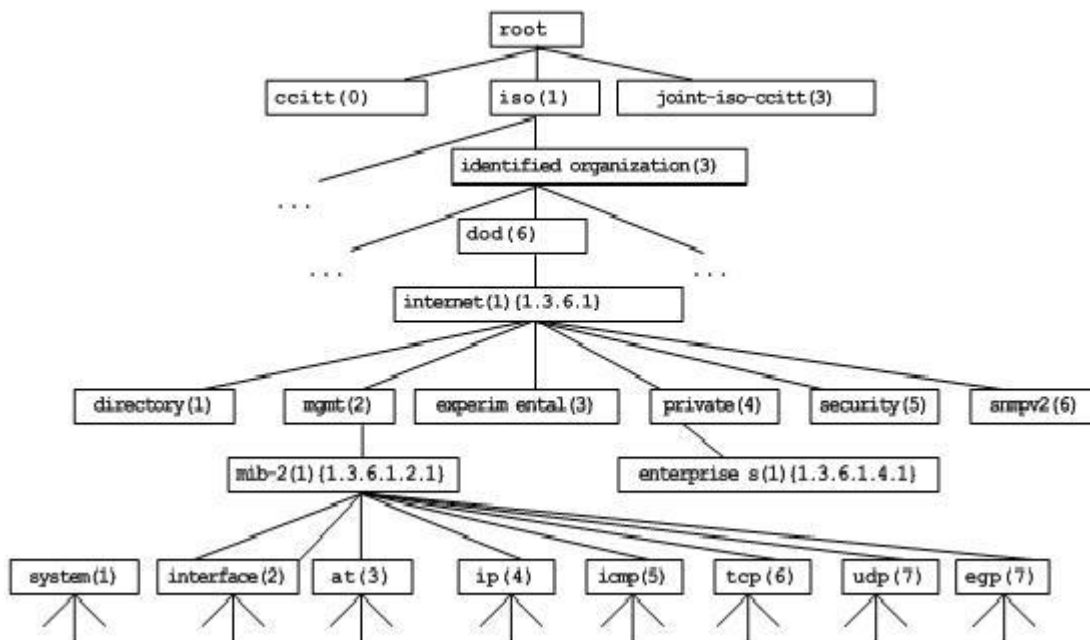 root
ccitt(0) iso(1) joint-iso-ccitt(3)
identified organization(3)
...
dod(6)
... ...
internet(1){1.3.6.1}
directory(1) mgmt(2) experim ental(3) private(4) security(5) snmpv2(6)
mib-2(1){1.3.6.1.2.1} enterprise s(1){1.3.6.1.4.1}
system(1) interface(2) at(3) ip(4) icmp(5) tcp(6) udp(7) egp(7)